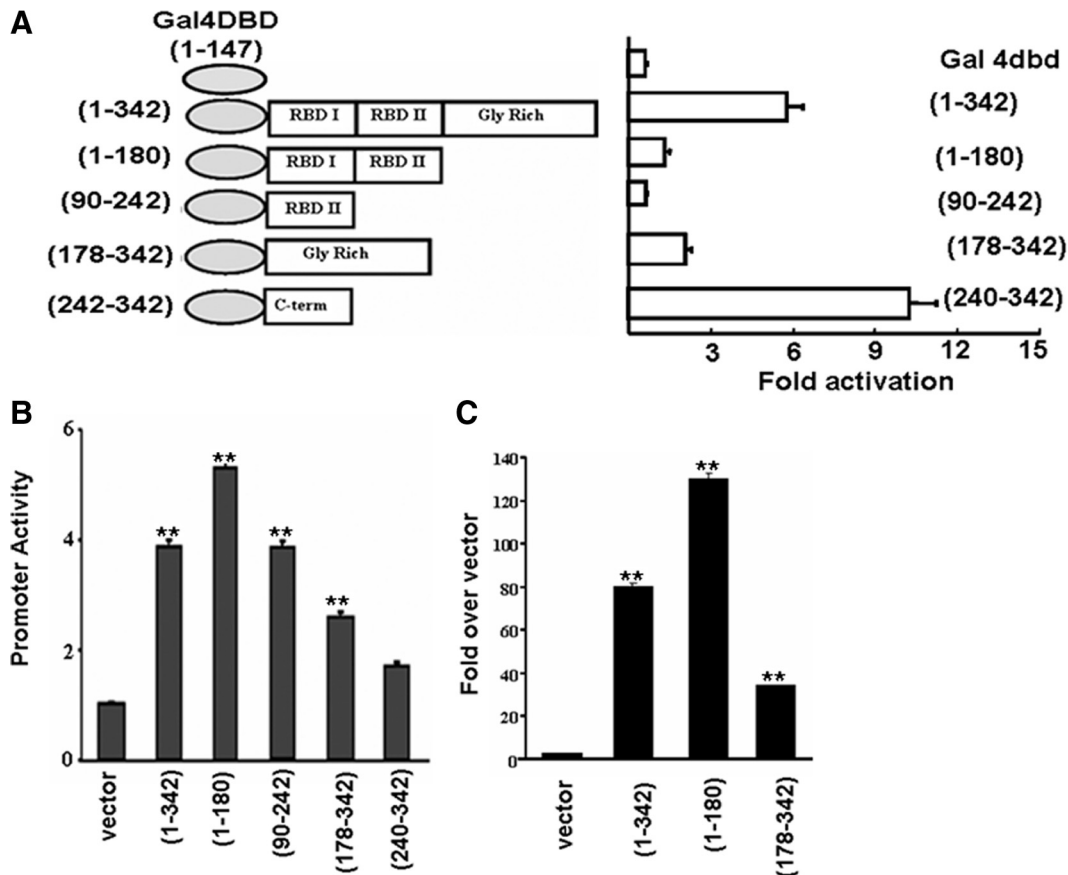 A
Gal4DBD
(1-147)
(1-342) RBD I RBD II Gly Rich
(1-180) RBD I RBD II
(90-242) RBD II
(178-342) Gly Rich
(242-342) C-term
Gal 4dbd
(1-342)
(1-180)
(90-242)
(178-342)
(240-342)
3 6 9 12 15
Fold activation
B
Promoter Activity
6
4
2
0
** ** ** **
vector (1-342) (1-180) (90-242) (178-342) (240-342)
C
Fold over vector
140
120
100
80
60
40
20
0
** ** **
vector (1-342) (1-180) (178-342)